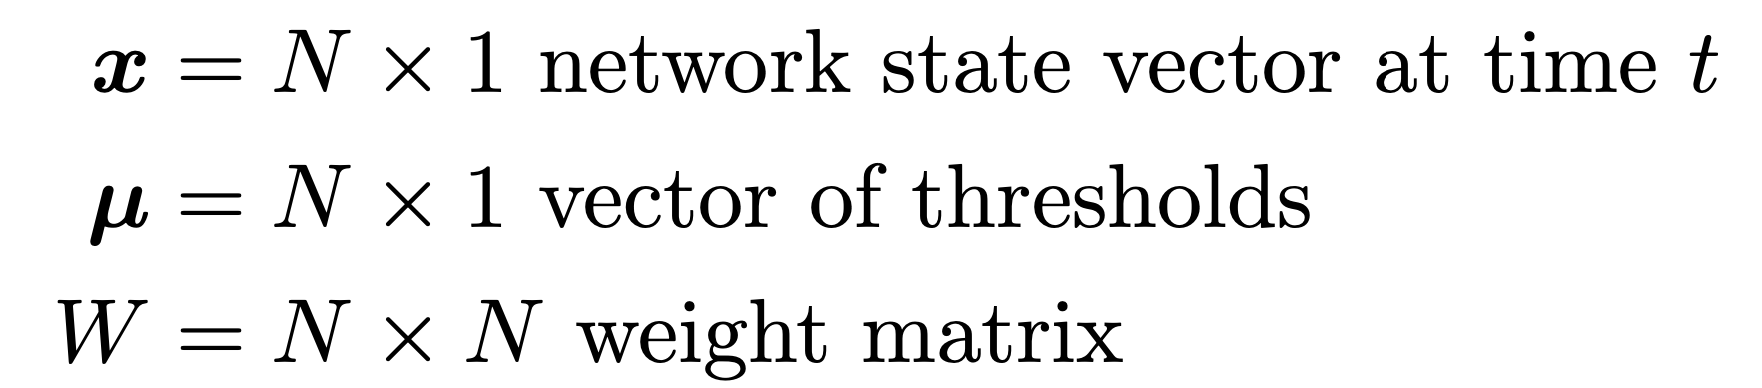 𝒙 = N × 1 network state vector at time t
𝝁 = N × 1 vector of thresholds
W = N × N weight matrix